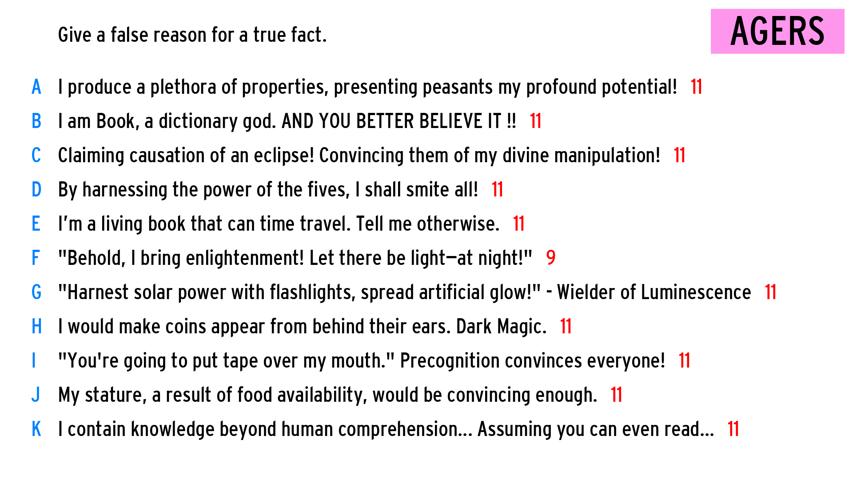 Give a false reason for a true fact.
AGERS
A I produce a plethora of properties, presenting peasants my profound potential! 11
B I am Book, a dictionary god. AND YOU BETTER BELIEVE IT !! 11
C Claiming causation of an eclipse! Convincing them of my divine manipulation! 11
D By harnessing the power of the fives, I shall smite all! 11
E I'm a living book that can time travel. Tell me otherwise. 11
F "Behold, I bring enlightenment! Let there be light—at night!" 9
G "Harnest solar power with flashlights, spread artificial glow!" - Wielder of Luminescence 11
H I would make coins appear from behind their ears. Dark Magic. 11
I "You're going to put tape over my mouth." Precognition convinces everyone! 11
J My stature, a result of food availability, would be convincing enough. 11
K I contain knowledge beyond human comprehension... Assuming you can even read... 11